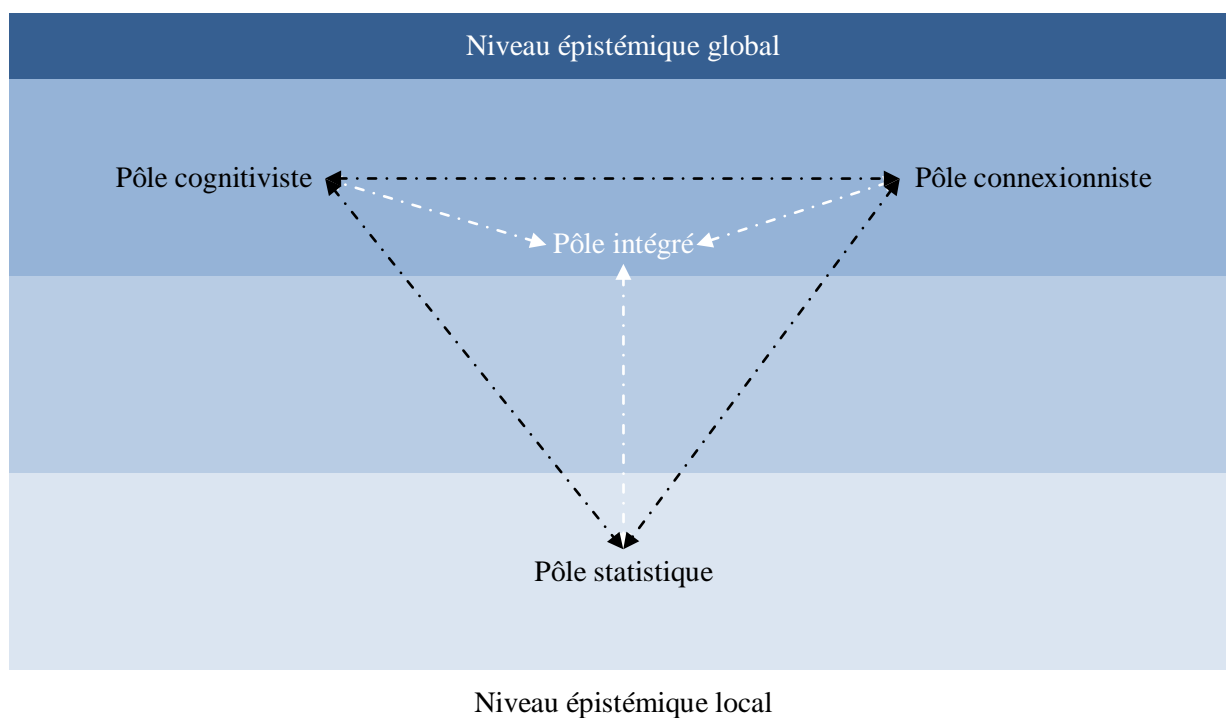 Niveau épistémique global
Pôle cognitiviste
Pôle connexionniste
Pôle intégré
Pôle statistique
Niveau épistémique local